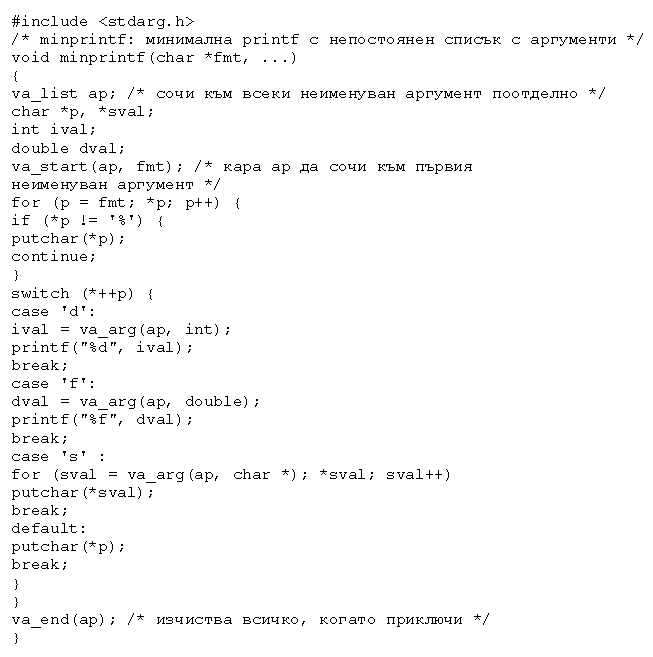 #include <stdarg.h>
/* minprintf: минимална printf с непостоянен списък с аргументи */
void minprintf(char *fmt, ...)
{
va_list ap; /* сочи към всеки неименуван аргумент поотделно */
char *p, *sval;
int ival;
double dval;
va_start(ap, fmt); /* кара ap да сочи към първия
неименуван аргумент */
for (p = fmt; *p; p++) {
if (*p != '%') {
putchar(*p);
continue;
}
switch (*++p) {
case 'd':
ival = va_arg(ap, int);
printf("%d", ival);
break;
case 'f':
dval = va_arg(ap, double);
printf("%f", dval);
break;
case 's' :
for (sval = va_arg(ap, char *); *sval; sval++)
putchar(*sval);
break;
default:
putchar(*p);
break;
}
}
va_end(ap); /* изчиства всичко, когато приключи */
}